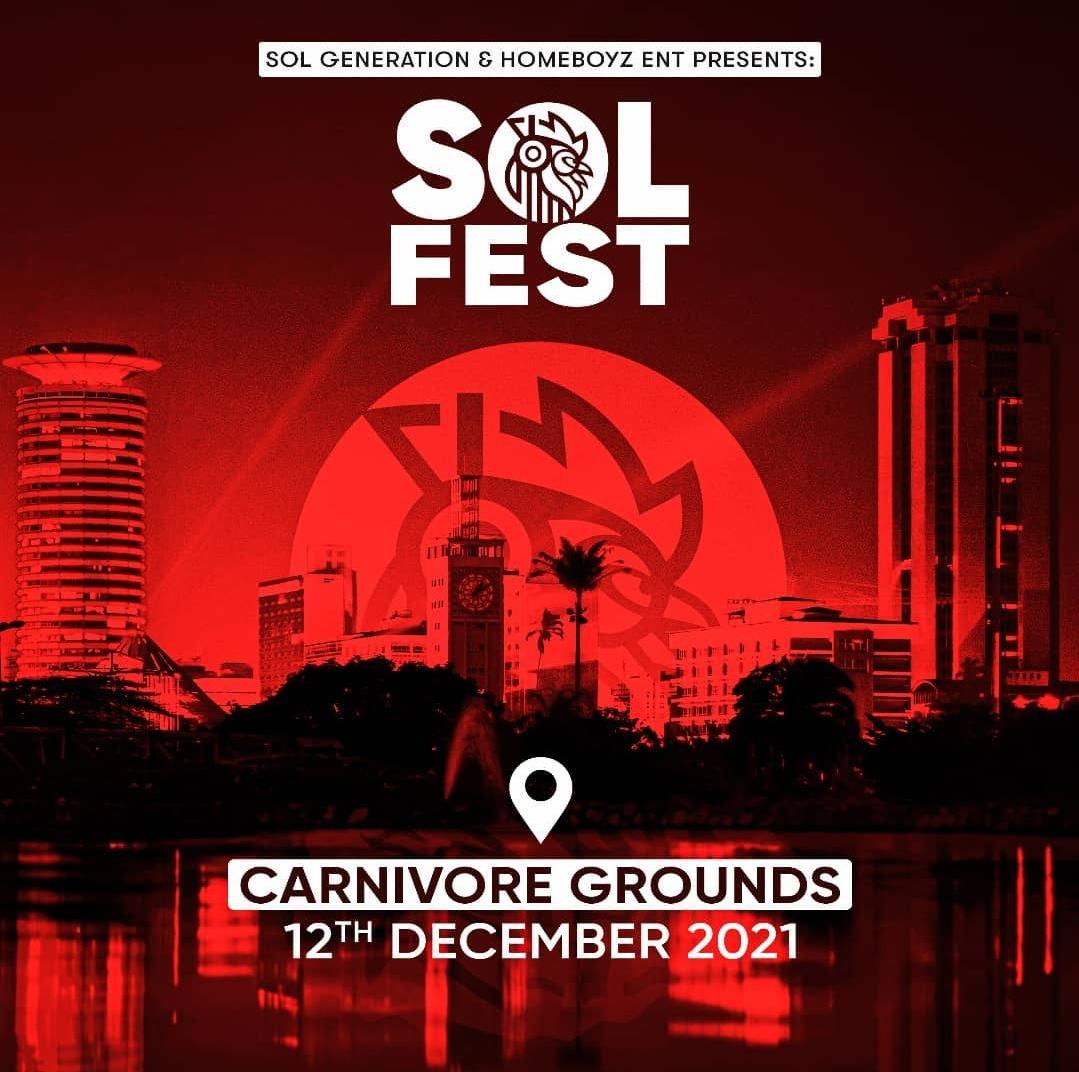 SOL GENERATION & HOMEBOYZ ENT PRESENTS:
SOL
FEST
CARNIVORE GROUNDS
12TH DECEMBER 2021